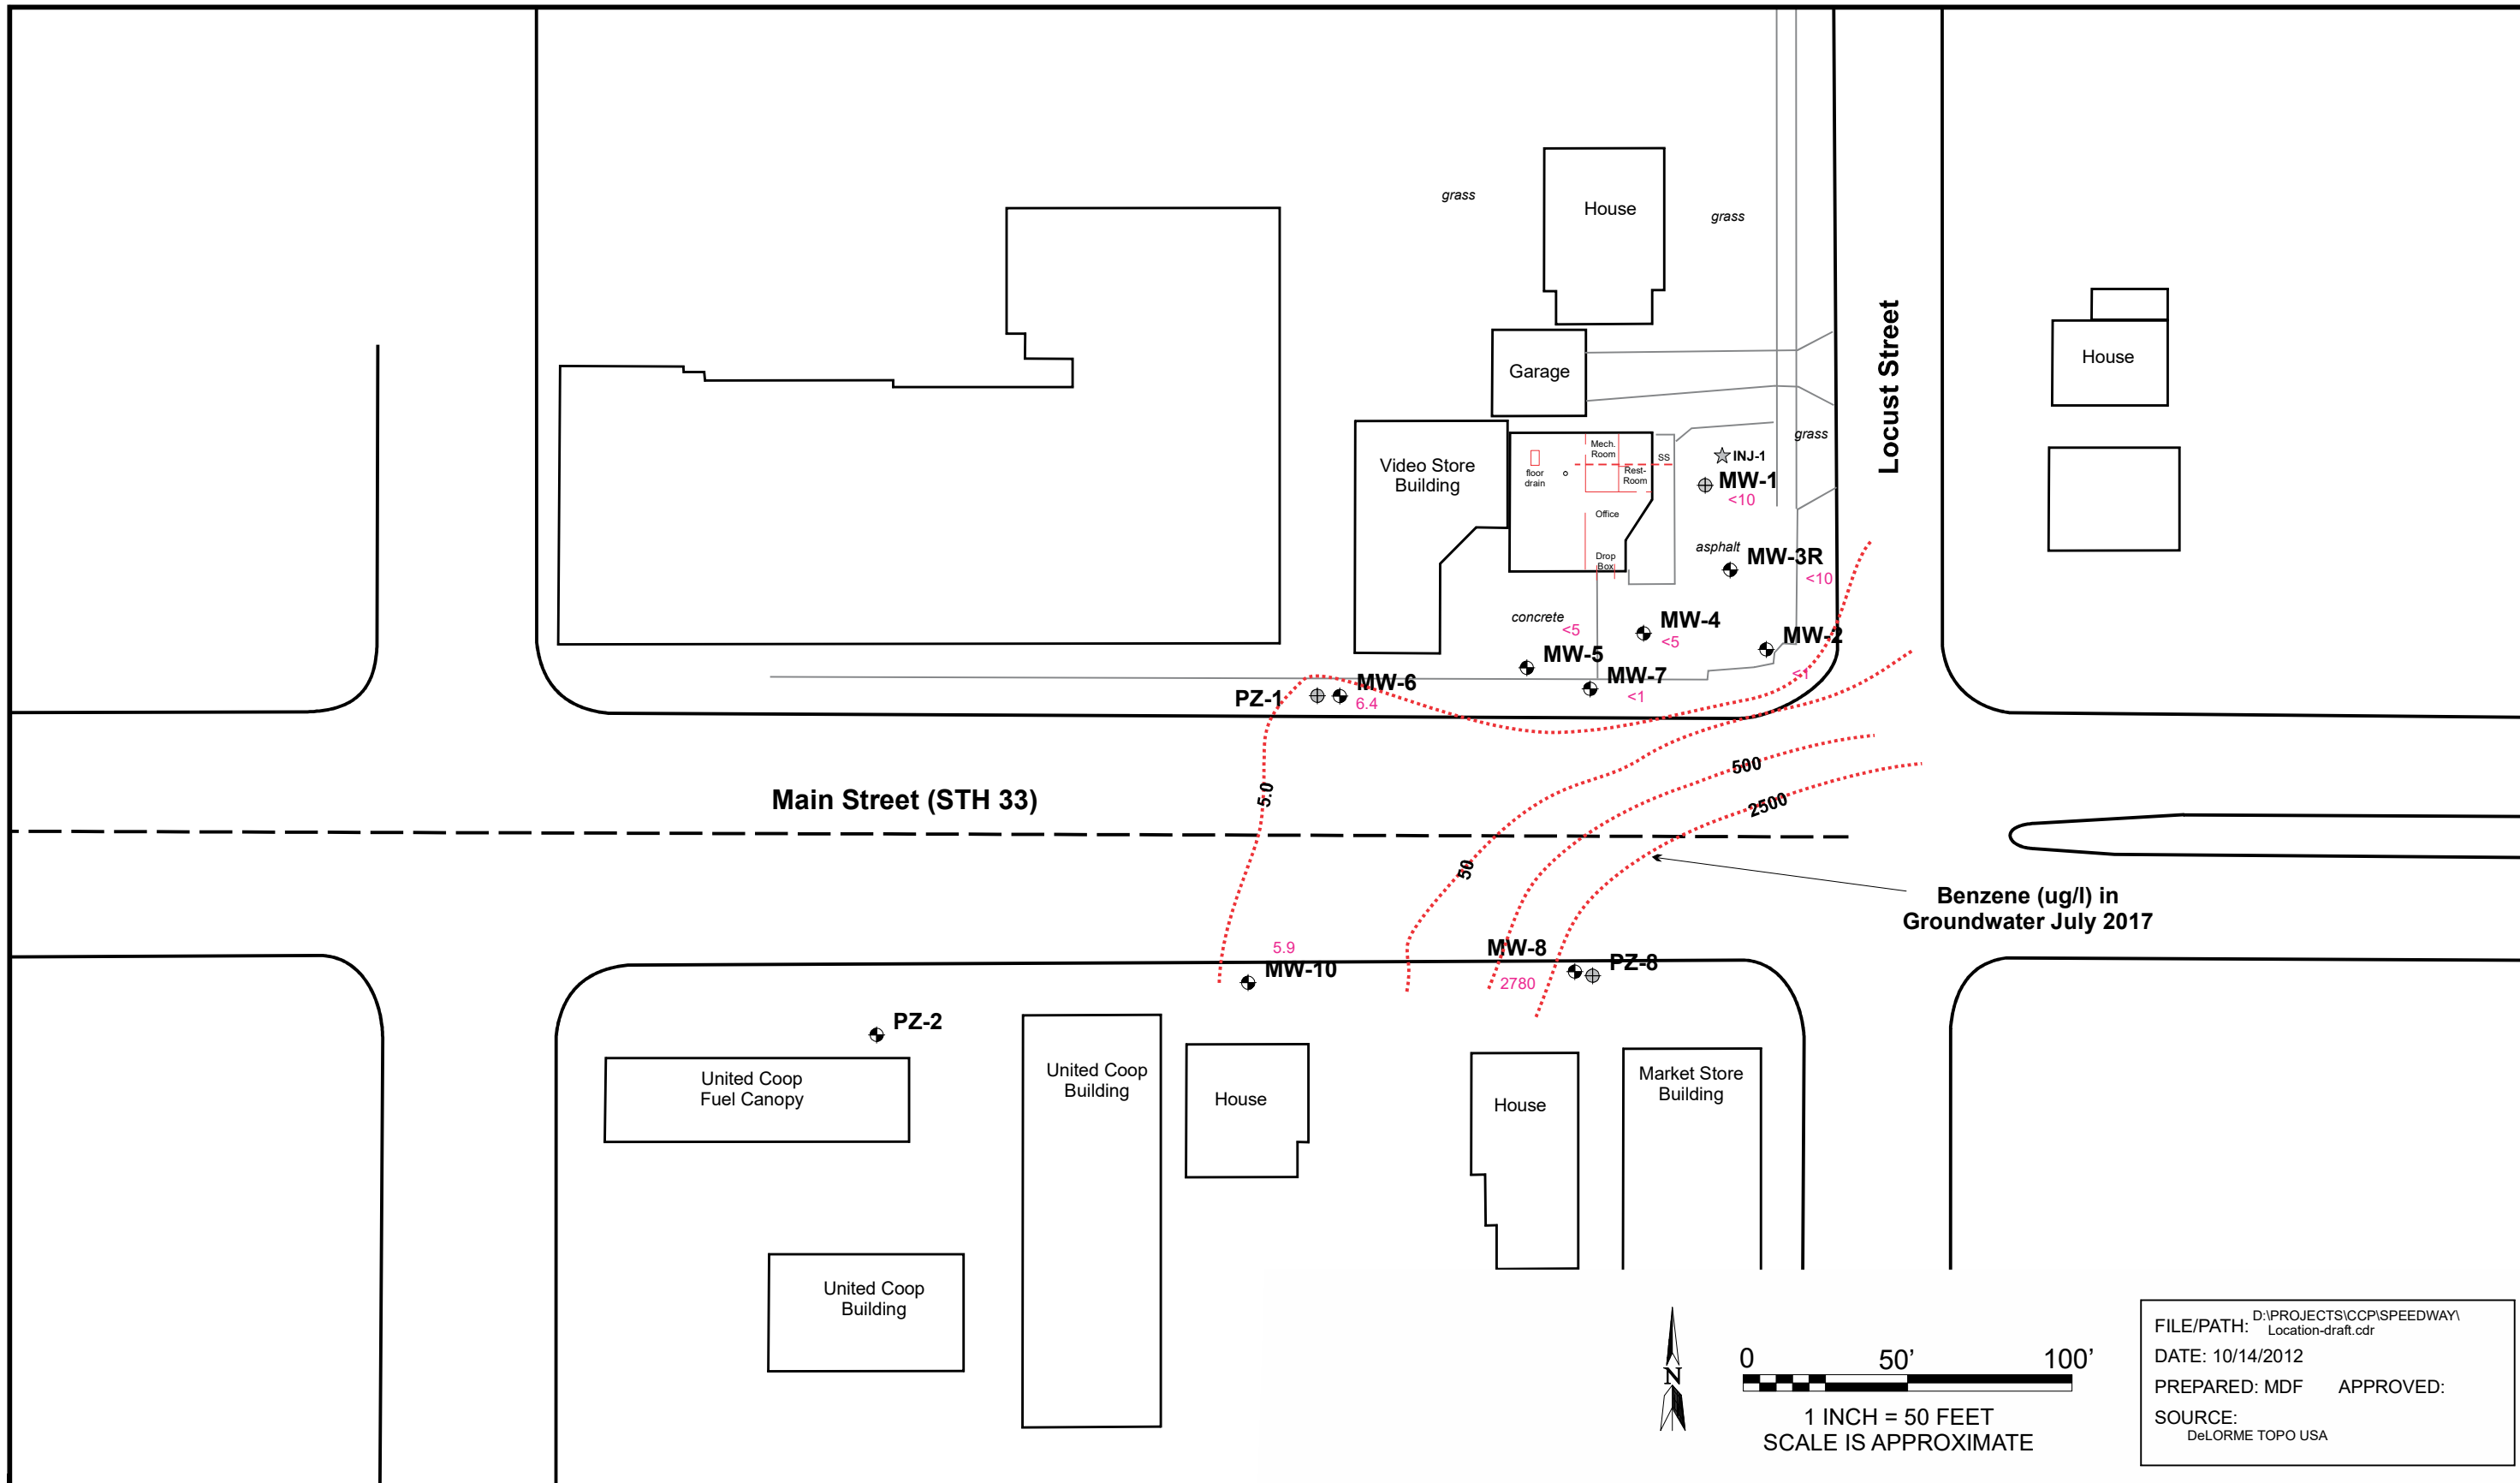 grass
House
grass
Locust Street
House
Garage
grass
Mech.
Room
Video Store
Building
floor
drain
Rest-
Room
SS
INJ-1
MW-1
<10
Office
asphalt
MW-3R
<10
Drop
Box
concrete
<5
MW-4
<5
MW-2
<1
MW-5
MW-7
<1
PZ-1
MW-6
6.4
Main Street (STH 33)
5.0
50
500
2500
Benzene (ug/l) in
Groundwater July 2017
5.9
MW-10
MW-8
2780
PZ-8
PZ-2
United Coop
Fuel Canopy
United Coop
Building
House
House
Market Store
Building
United Coop
Building
N
0 50' 100'
1 INCH = 50 FEET
SCALE IS APPROXIMATE
FILE/PATH: D:\PROJECTS\CCP\SPEEDWAY\
Location-draft.cdr
DATE: 10/14/2012
PREPARED: MDF APPROVED:
SOURCE:
DeLORME TOPO USA